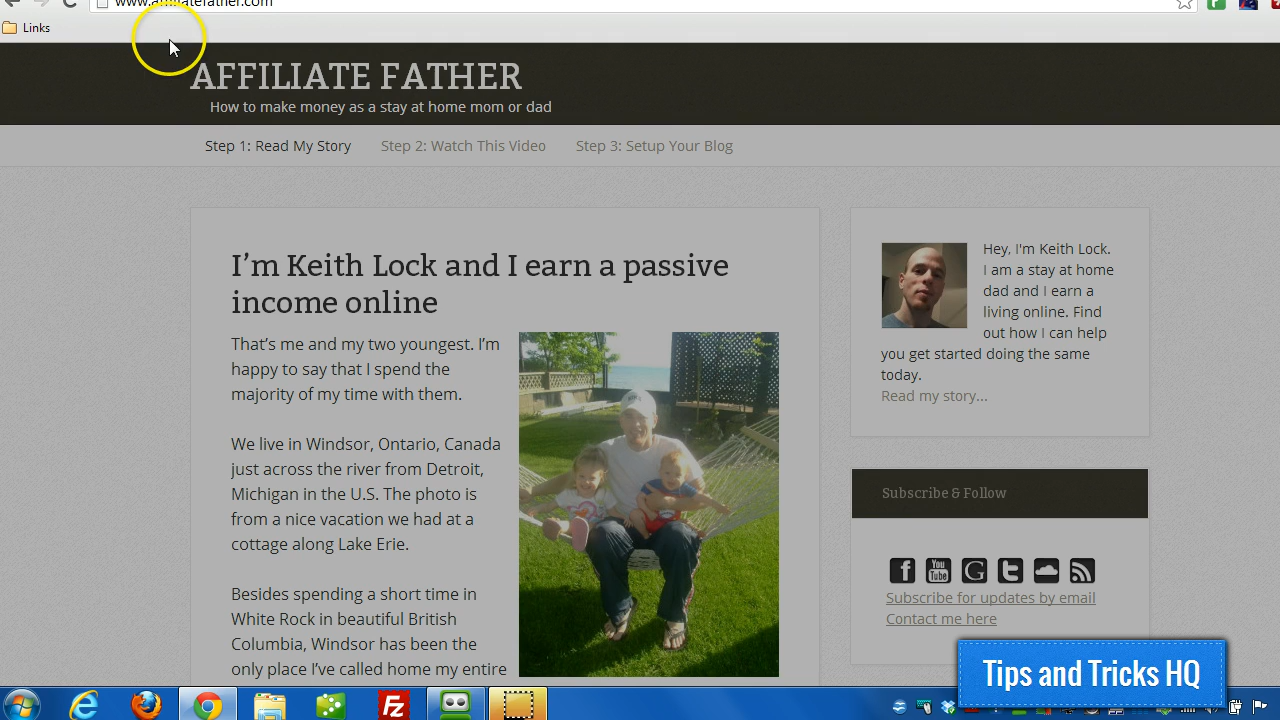 www.affiliatefather.com
Links
AFFILIATE FATHER
How to make money as a stay at home mom or dad
Step 1: Read My Story
Step 2: Watch This Video
Step 3: Setup Your Blog
I’m Keith Lock and I earn a passive
income online
That’s me and my two youngest. I’m
happy to say that I spend the
majority of my time with them.
We live in Windsor, Ontario, Canada
just across the river from Detroit,
Michigan in the U.S. The photo is
from a nice vacation we had at a
cottage along Lake Erie.
Besides spending a short time in
White Rock in beautiful British
Columbia, Windsor has been the
only place I’ve called home my entire
Hey, I'm Keith Lock.
I am a stay at home
dad and I earn a
living online. Find
out how I can help
you get started doing the same
today.
Read my story...
Subscribe & Follow
You
Tube
Subscribe for updates by email
Contact me here
Tips and Tricks HQ